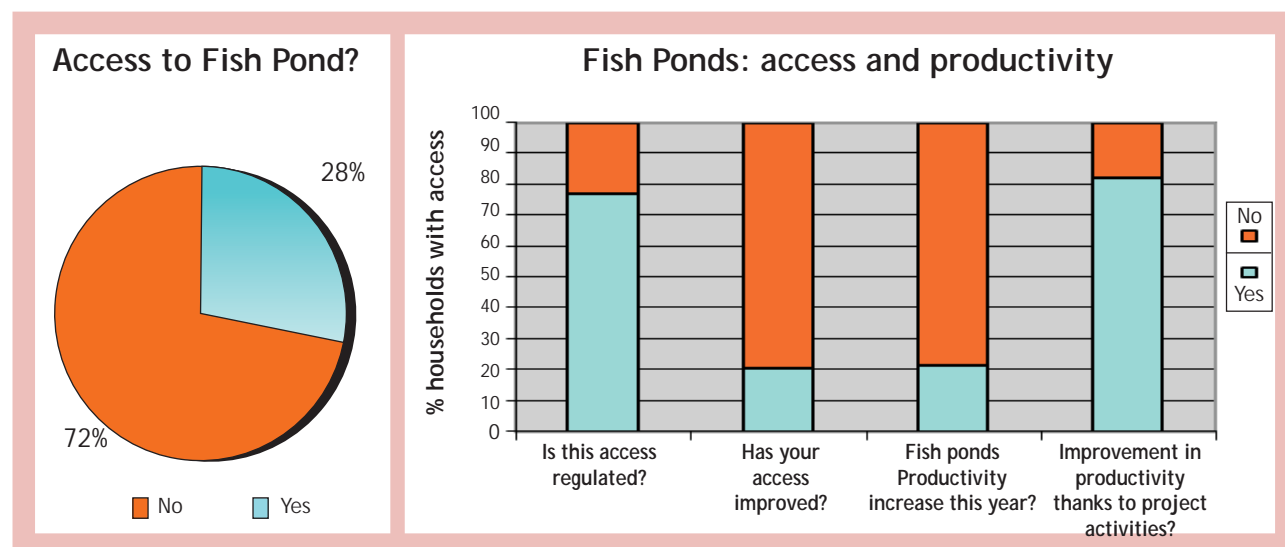 Access to Fish Pond?
28%
72%
No
Yes
Fish Ponds: access and productivity
% households with access
100
90
80
70
60
50
40
30
20
10
0
Is this access
regulated?
Has your
access
improved?
Fish ponds
Productivity
increase this year?
Improvement in
productivity
thanks to project
activities?
No
Yes